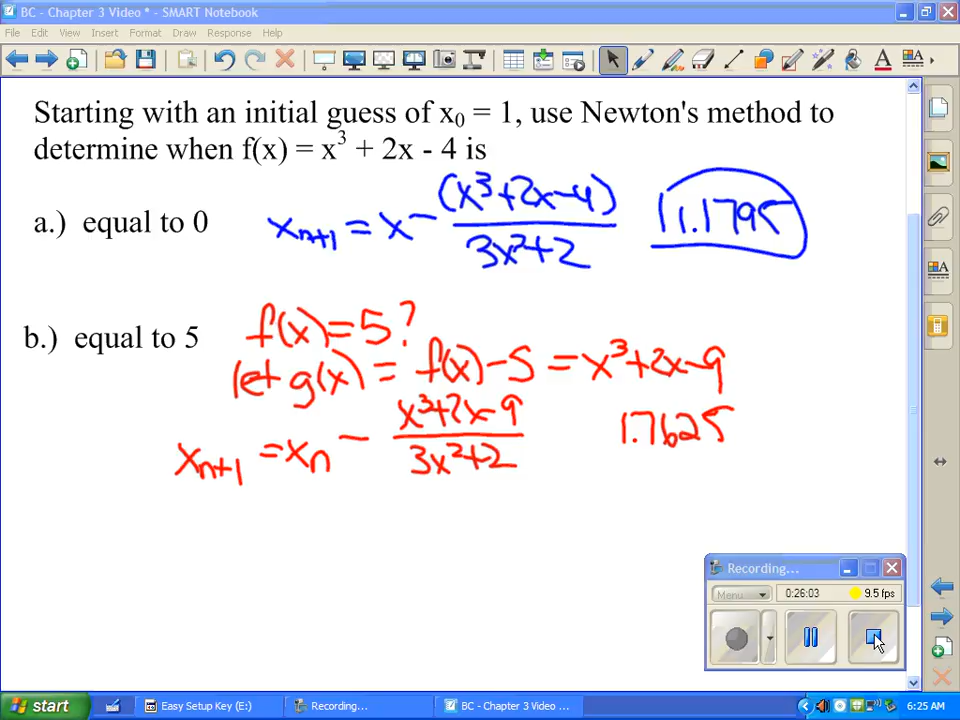 BC - Chapter 3 Video * - SMART Notebook
File Edit View Insert Format Draw Response Help
Starting with an initial guess of x₀ = 1, use Newton's method to
determine when f(x) = x³ + 2x - 4 is
a.) equal to 0
xₙ₊₁ = x - (x³+2x-4) / 3x²+2
1.1795
b.) equal to 5
f(x) = 5?
let g(x) = f(x) - 5 = x³+2x-9
xₙ₊₁ = xₙ - x³+2x-9 / 3x²+2
1.7625
Recording...
Menu 0:26:03 9.5 fps
start Easy Setup Key (E:) Recording... BC - Chapter 3 Video ... 6:25 AM